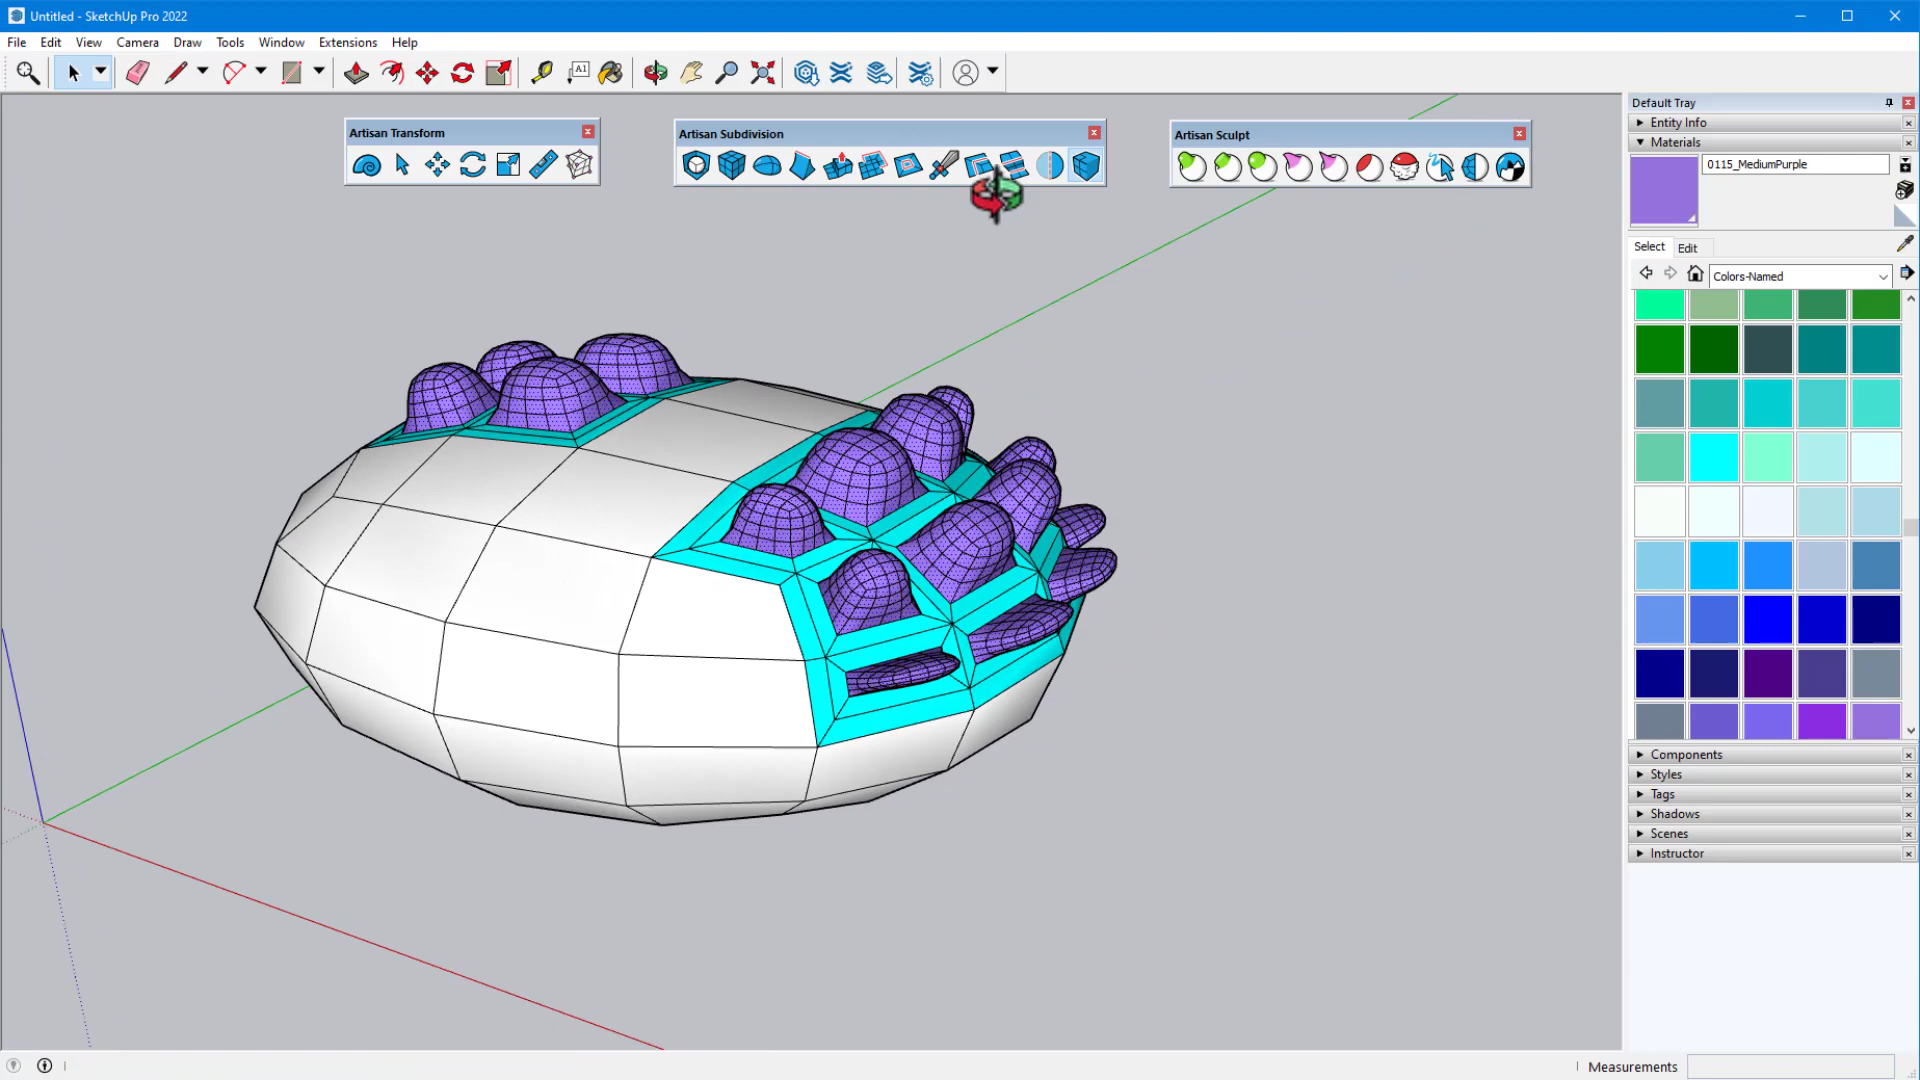 Untitled - SketchUp Pro 2022
File Edit View Camera Draw Tools Window Extensions Help
A1
Artisan Transform
Artisan Subdivision
Artisan Sculpt
Default Tray
Entity Info
Materials
0115_MediumPurple
Select Edit
Colors-Named
Components
Styles
Tags
Shadows
Scenes
Instructor
Measurements